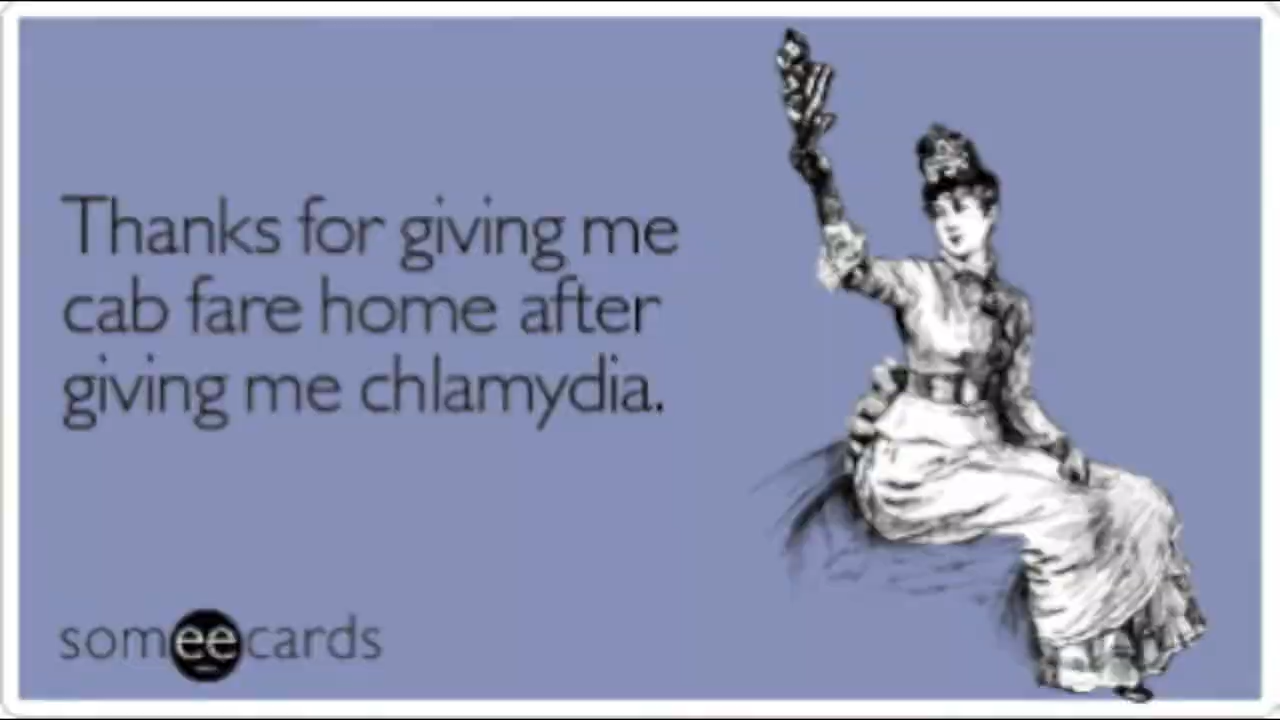 Thanks for giving me
cab fare home after
giving me chlamydia.
someecards